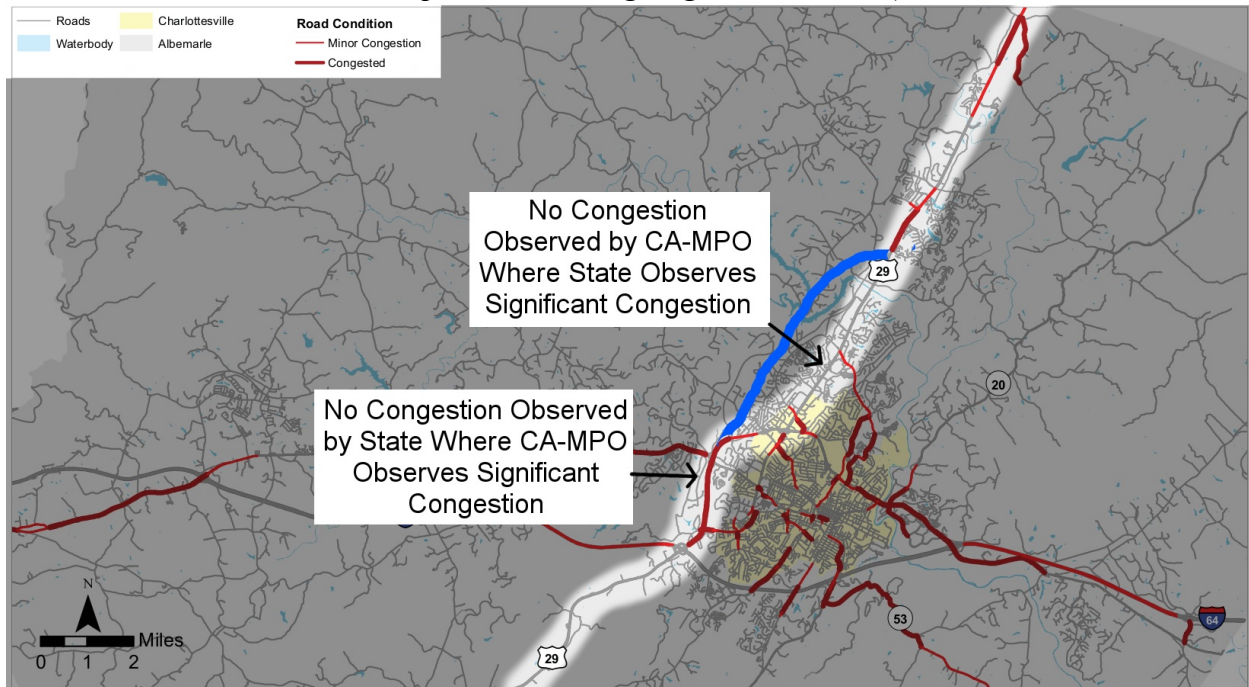 Roads
Charlottesville
Waterbody
Albemarle
Road Condition
Minor Congestion
Congested
No Congestion
Observed by CA-MPO
Where State Observes
Significant Congestion
29
20
No Congestion Observed
by State Where CA-MPO
Observes Significant
Congestion
N
Miles
0 1 2
29
53
64